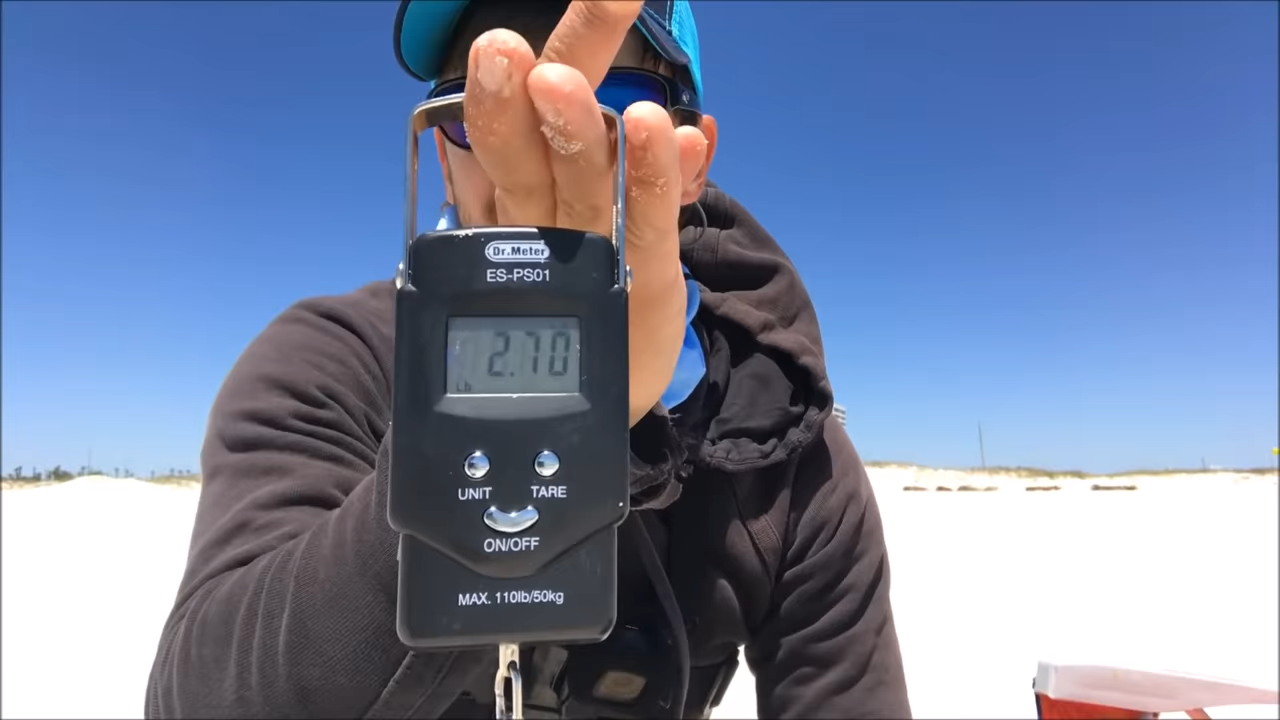 Dr.Meter
ES-PS01
2.70
Lb
UNIT TARE
ON/OFF
MAX. 110lb/50kg